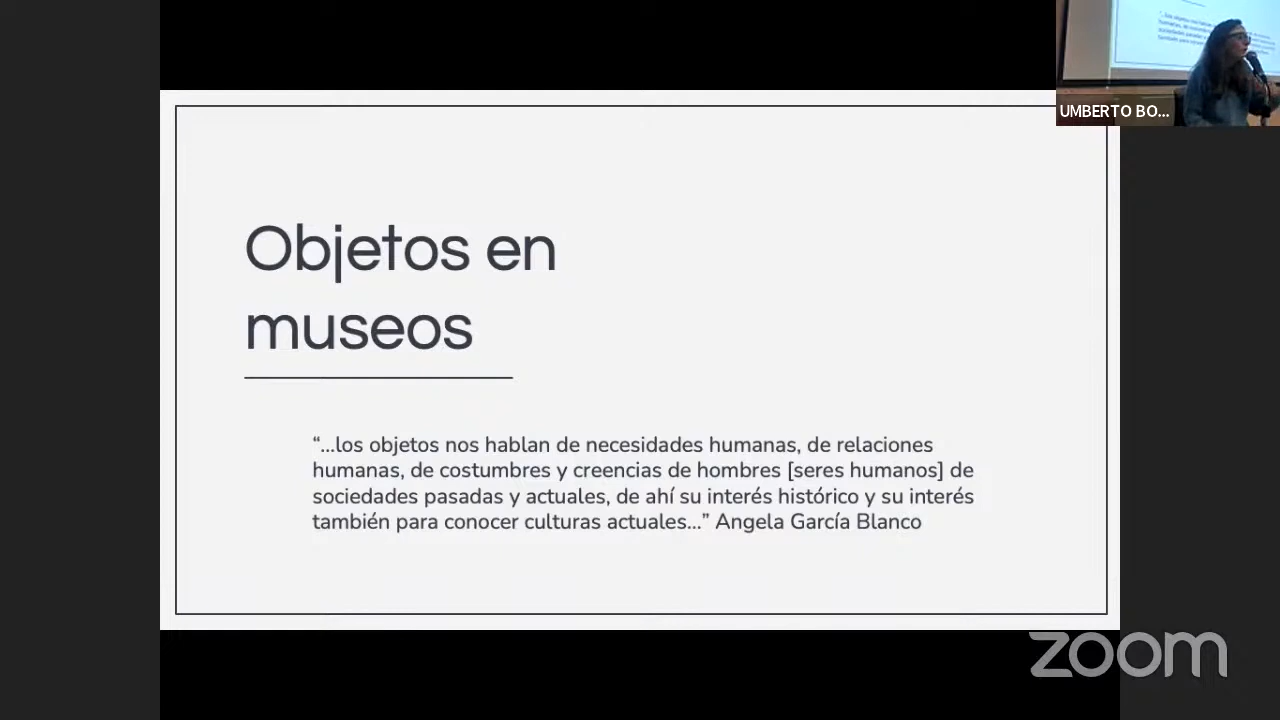 UMBERTO BO...
Objetos en
museos
“...los objetos nos hablan de necesidades humanas, de relaciones
humanas, de costumbres y creencias de hombres [seres humanos] de
sociedades pasadas y actuales, de ahí su interés histórico y su interés
también para conocer culturas actuales...” Angela García Blanco
zoom